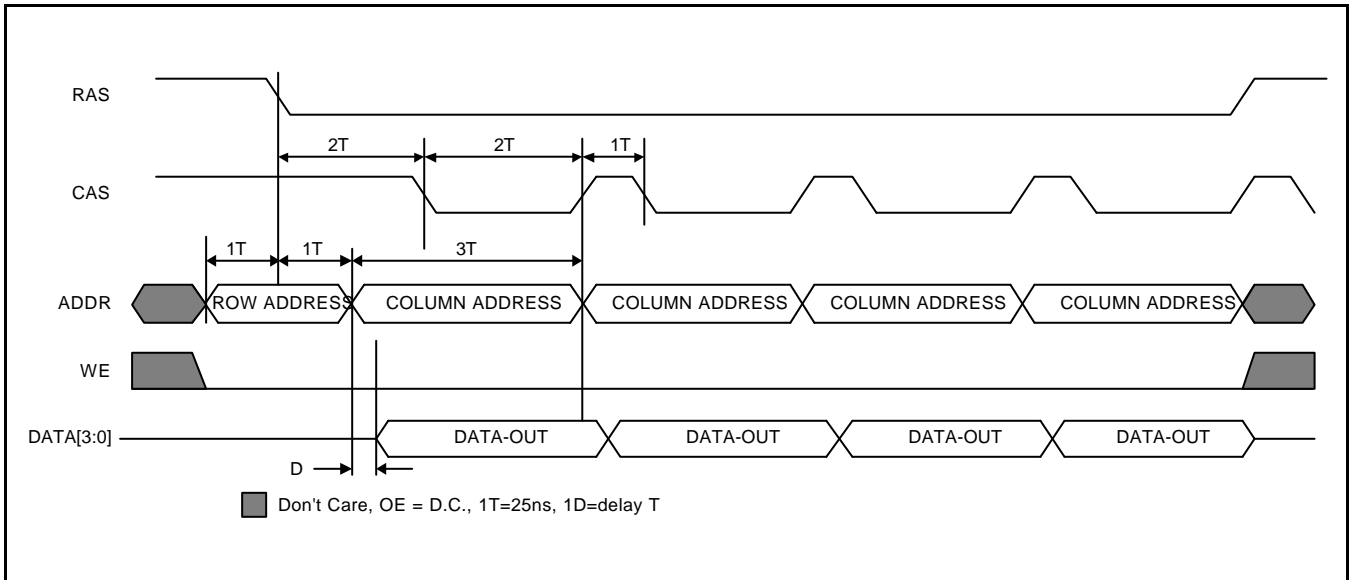 RAS
2T 2T 1T
CAS
1T 1T 3T
ADDR ROW ADDRESS COLUMN ADDRESS COLUMN ADDRESS COLUMN ADDRESS COLUMN ADDRESS
WE
DATA[3:0] DATA-OUT DATA-OUT DATA-OUT DATA-OUT
D
Don't Care, OE = D.C., 1T=25ns, 1D=delay T